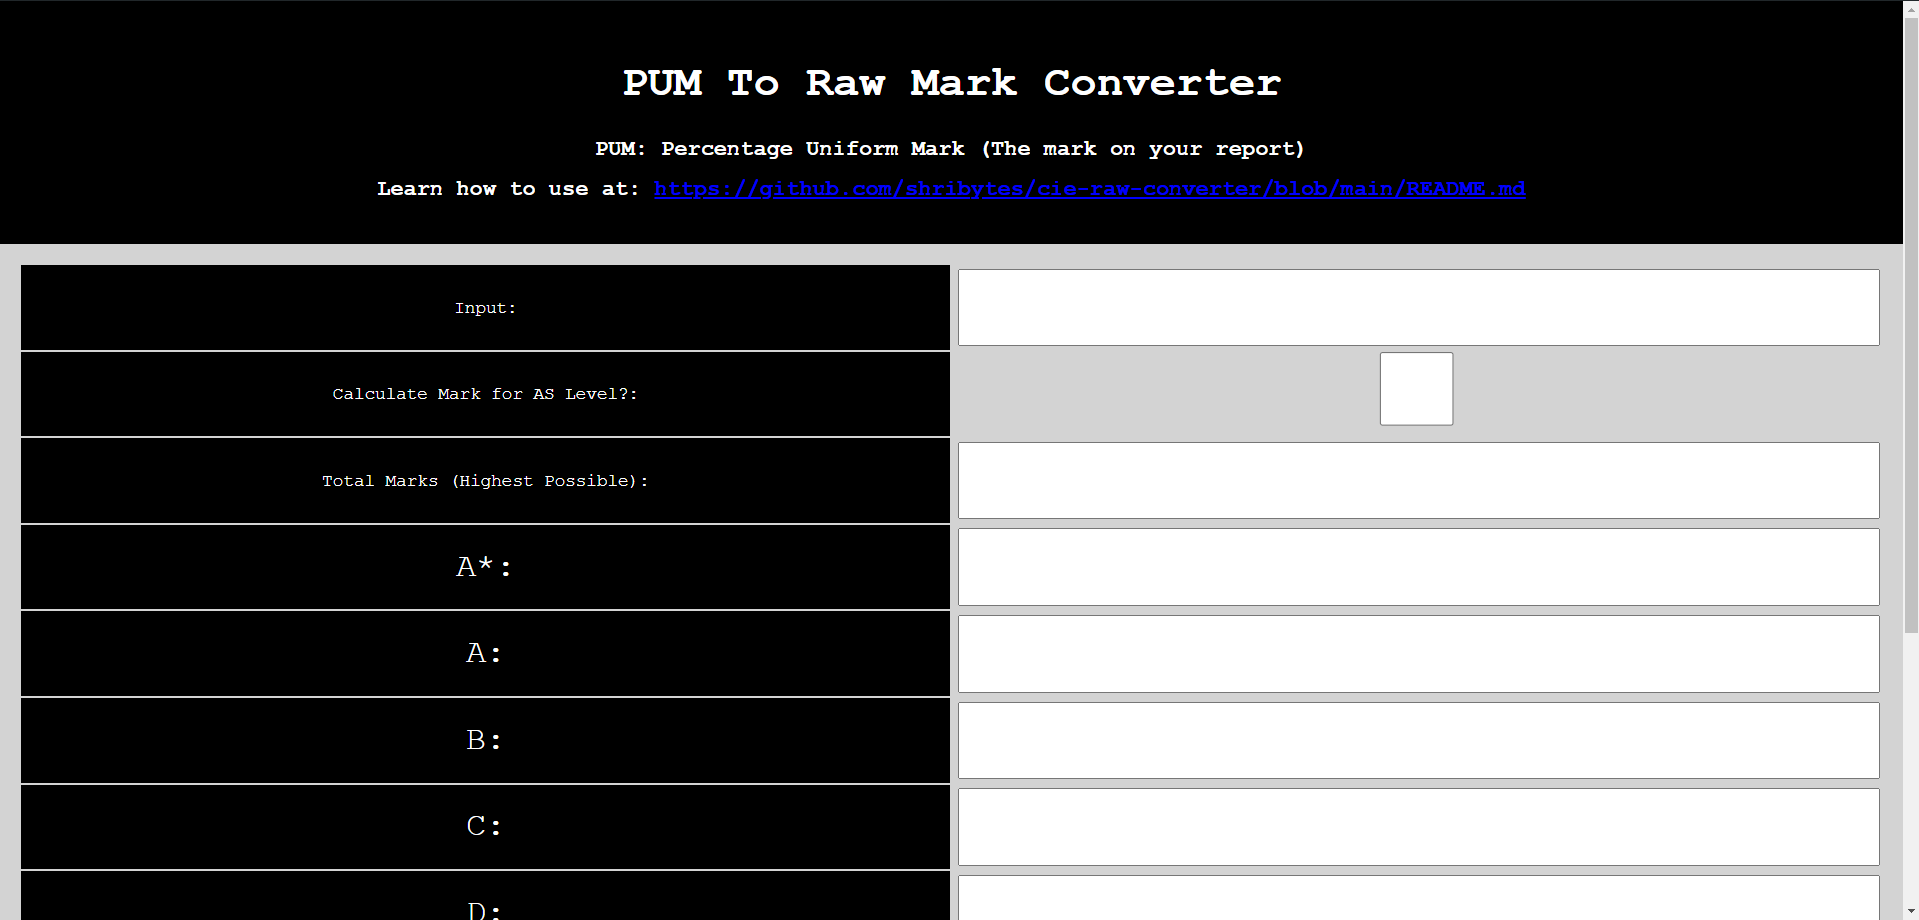 PUM To Raw Mark Converter
PUM: Percentage Uniform Mark (The mark on your report)
Learn how to use at: https://github.com/shribytes/cie-raw-converter/blob/main/README.md
Input:
Calculate Mark for AS Level?:
Total Marks (Highest Possible):
A*:
A:
B:
C:
D: